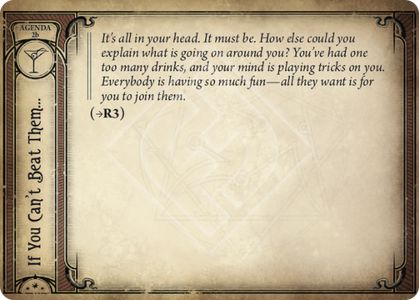 AGENDA
2b
If You Can't Beat Them...
It's all in your head. It must be. How else could you
explain what is going on around you? You've had one
too many drinks, and your mind is playing tricks on you.
Everybody is having so much fun—all they want is for
you to join them.
(→R3)